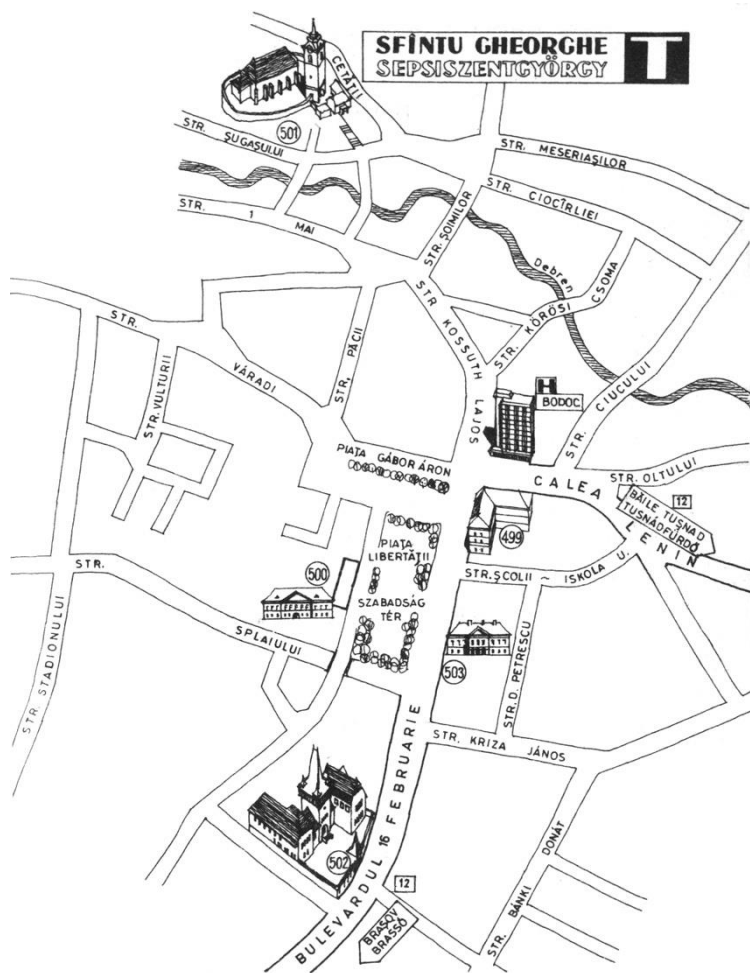 SFÎNTU GHEORGHE
SEPSISZENTGYÖRGY
T
CETĂȚII
501
STR. ȘUGAȘULUI
STR. MESERIAȘILOR
STR. CIOCÎRLIEI
STR. 1 MAI
STR. ȘOIMILOR
Debren
STR. KÖRÖSI CSOMA
STR KOSSUTH LAJOS
STR. VÁRADI
STR. PĂCII
STR. VULTURII
H
BODOC
STR. CIUCULUI
PIAȚA GÁBOR ÁRON
CALEA LENIN
STR. OLTULUI
12
BĂILE TUȘNAD
TUSNÁDFÜRDŐ
499
PIAȚA
LIBERTĂȚII
STR. ȘCOLII ~ ISKOLA U.
500
SZABADSÁG
TÉR
STR. SPLAIULUI
503
STR. D. PETRESCU
STR. STADIONULUI
STR. KRIZA JÁNOS
BULEVARDUL 16 FEBRUARIE
502
12
BRAȘOV
BRASSÓ
STR. BÁNKI DONÁT